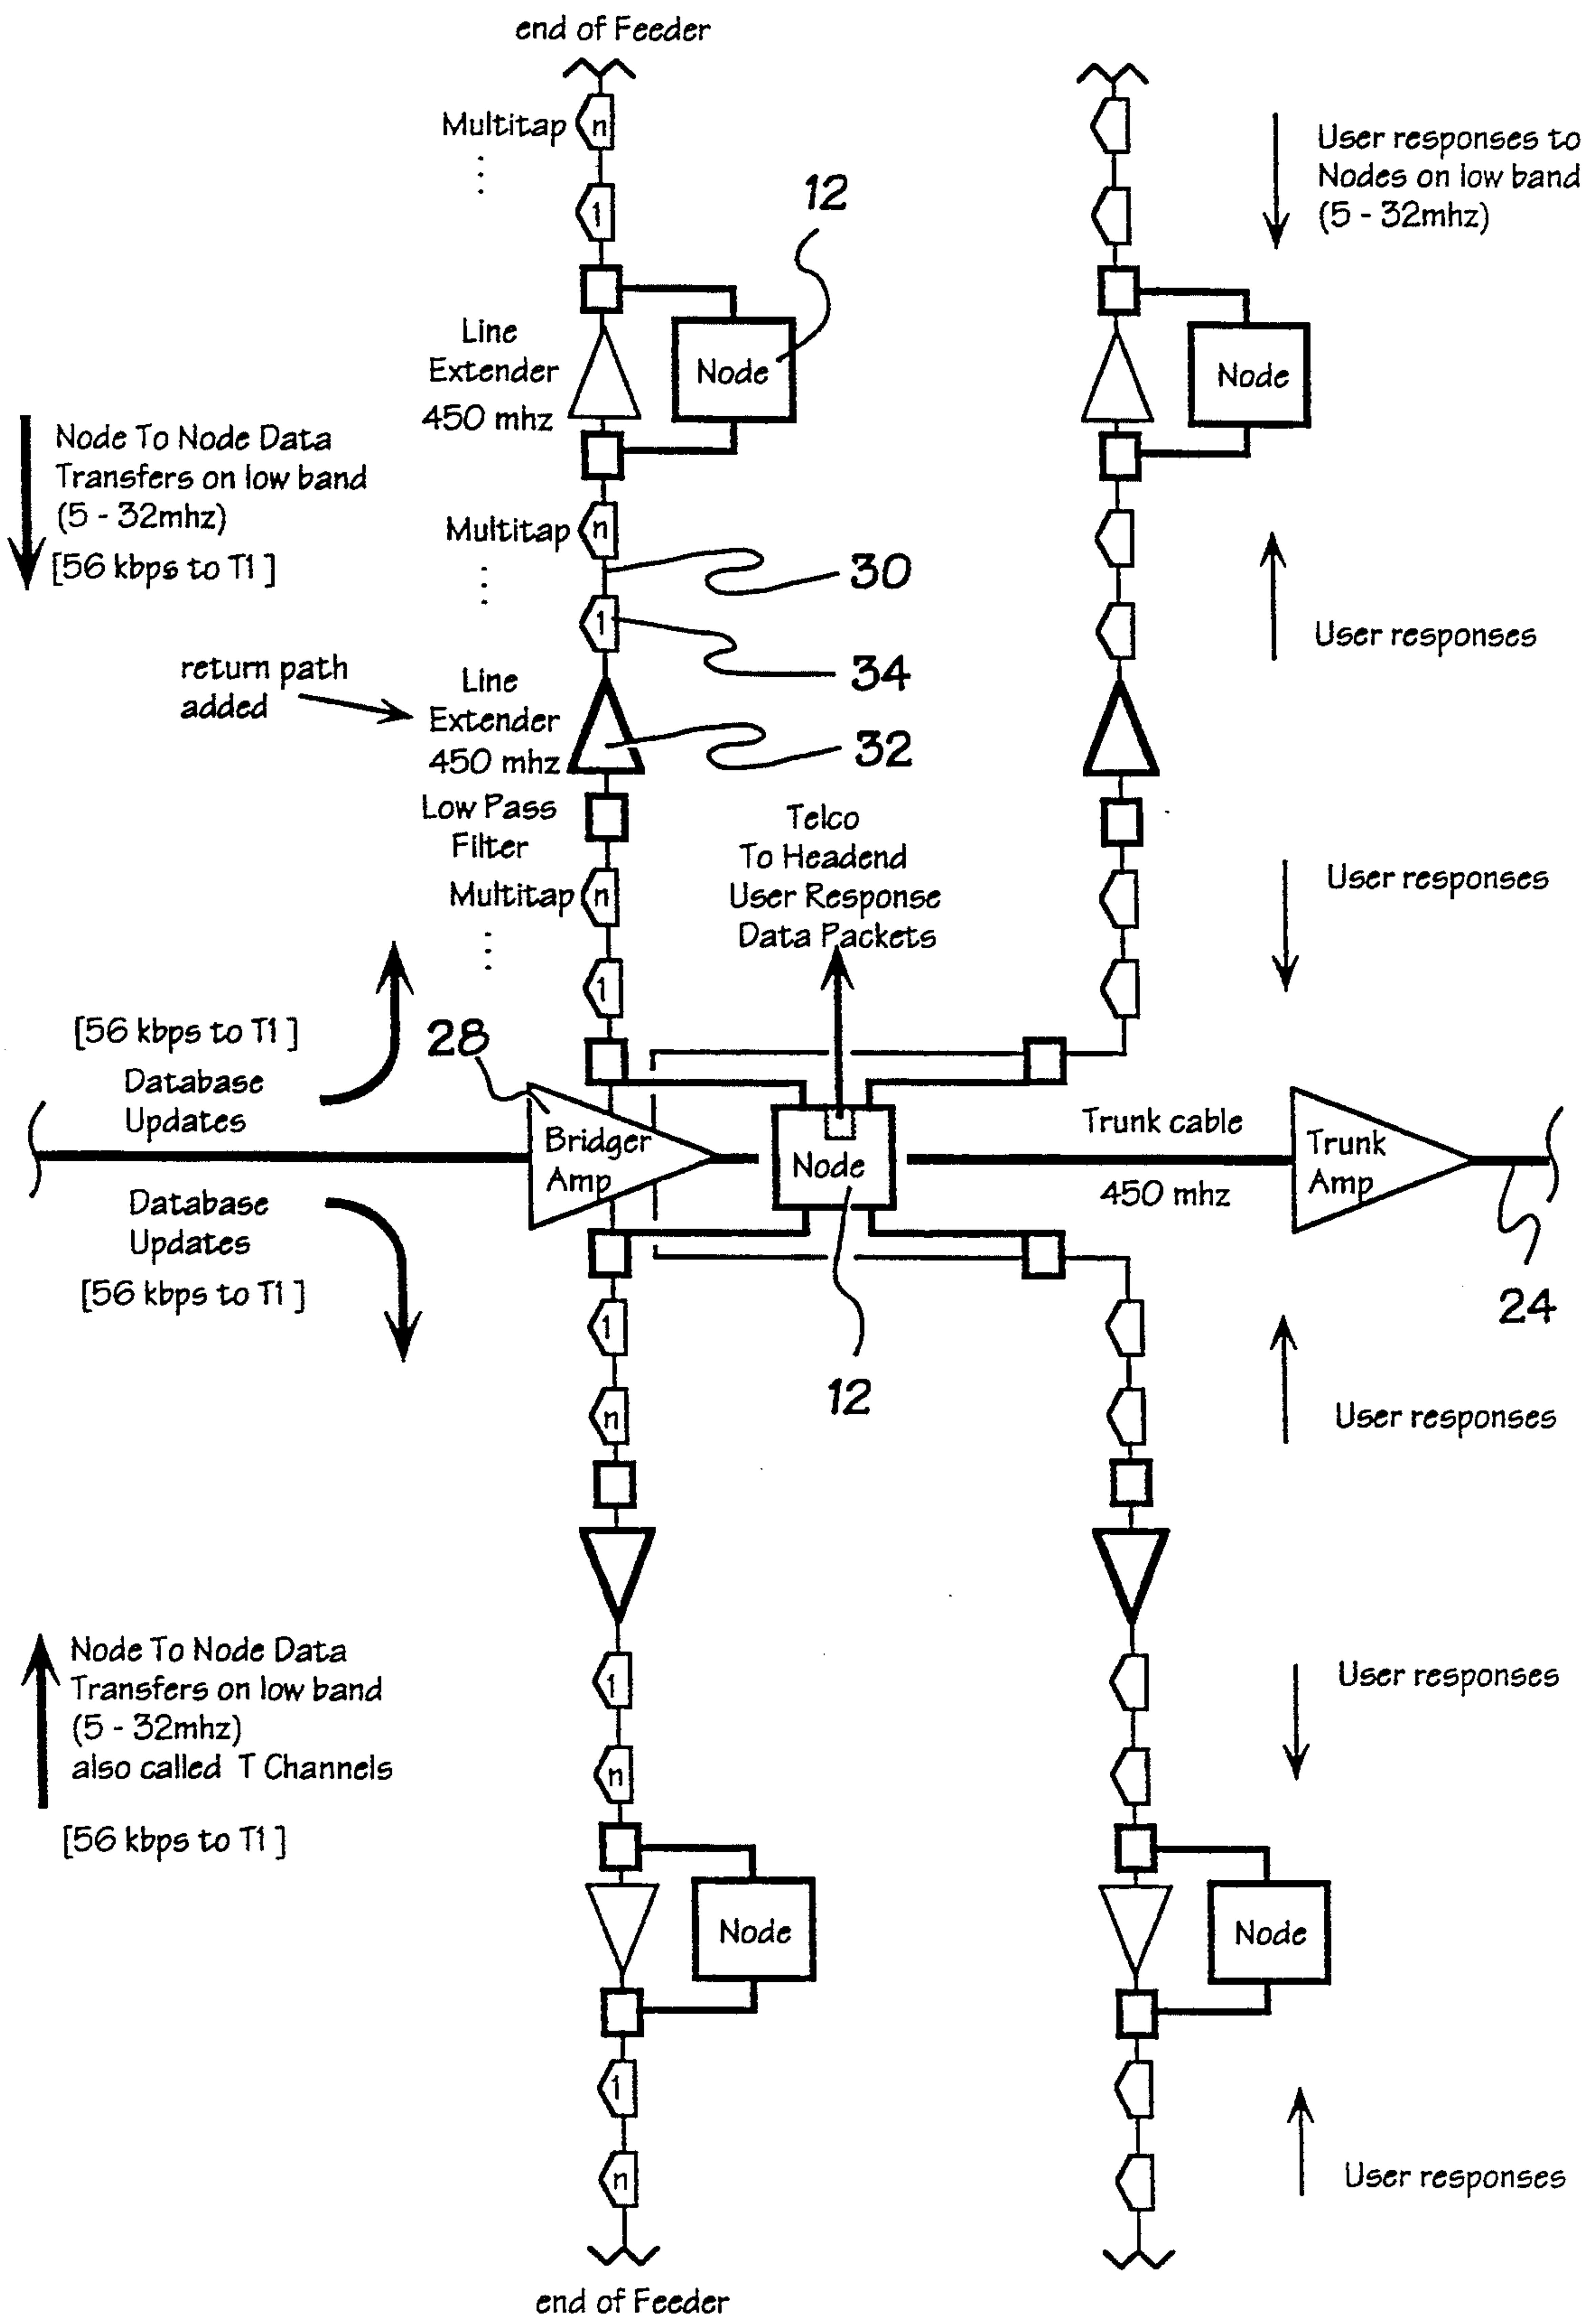 end of Feeder
Multitap
n
1
12
User responses to
Nodes on low band
(5 - 32mhz)
Line
Extender
450 mhz
Node
Node
Node To Node Data
Transfers on low band
(5 - 32mhz)
[56 kbps to T1 ]
Multitap
n
30
1
34
User responses
return path
added
Line
Extender
450 mhz
32
Low Pass
Filter
Multitap
n
1
Telco
To Headend
User Response
Data Packets
User responses
[56 kbps to T1 ]
Database
Updates
28
Bridger
Amp
Node
Trunk cable
450 mhz
Trunk
Amp
24
Database
Updates
[56 kbps to T1 ]
12
1
n
User responses
Node To Node Data
Transfers on low band
(5 - 32mhz)
also called T Channels
[56 kbps to T1 ]
1
n
User responses
Node
Node
1
n
User responses
end of Feeder